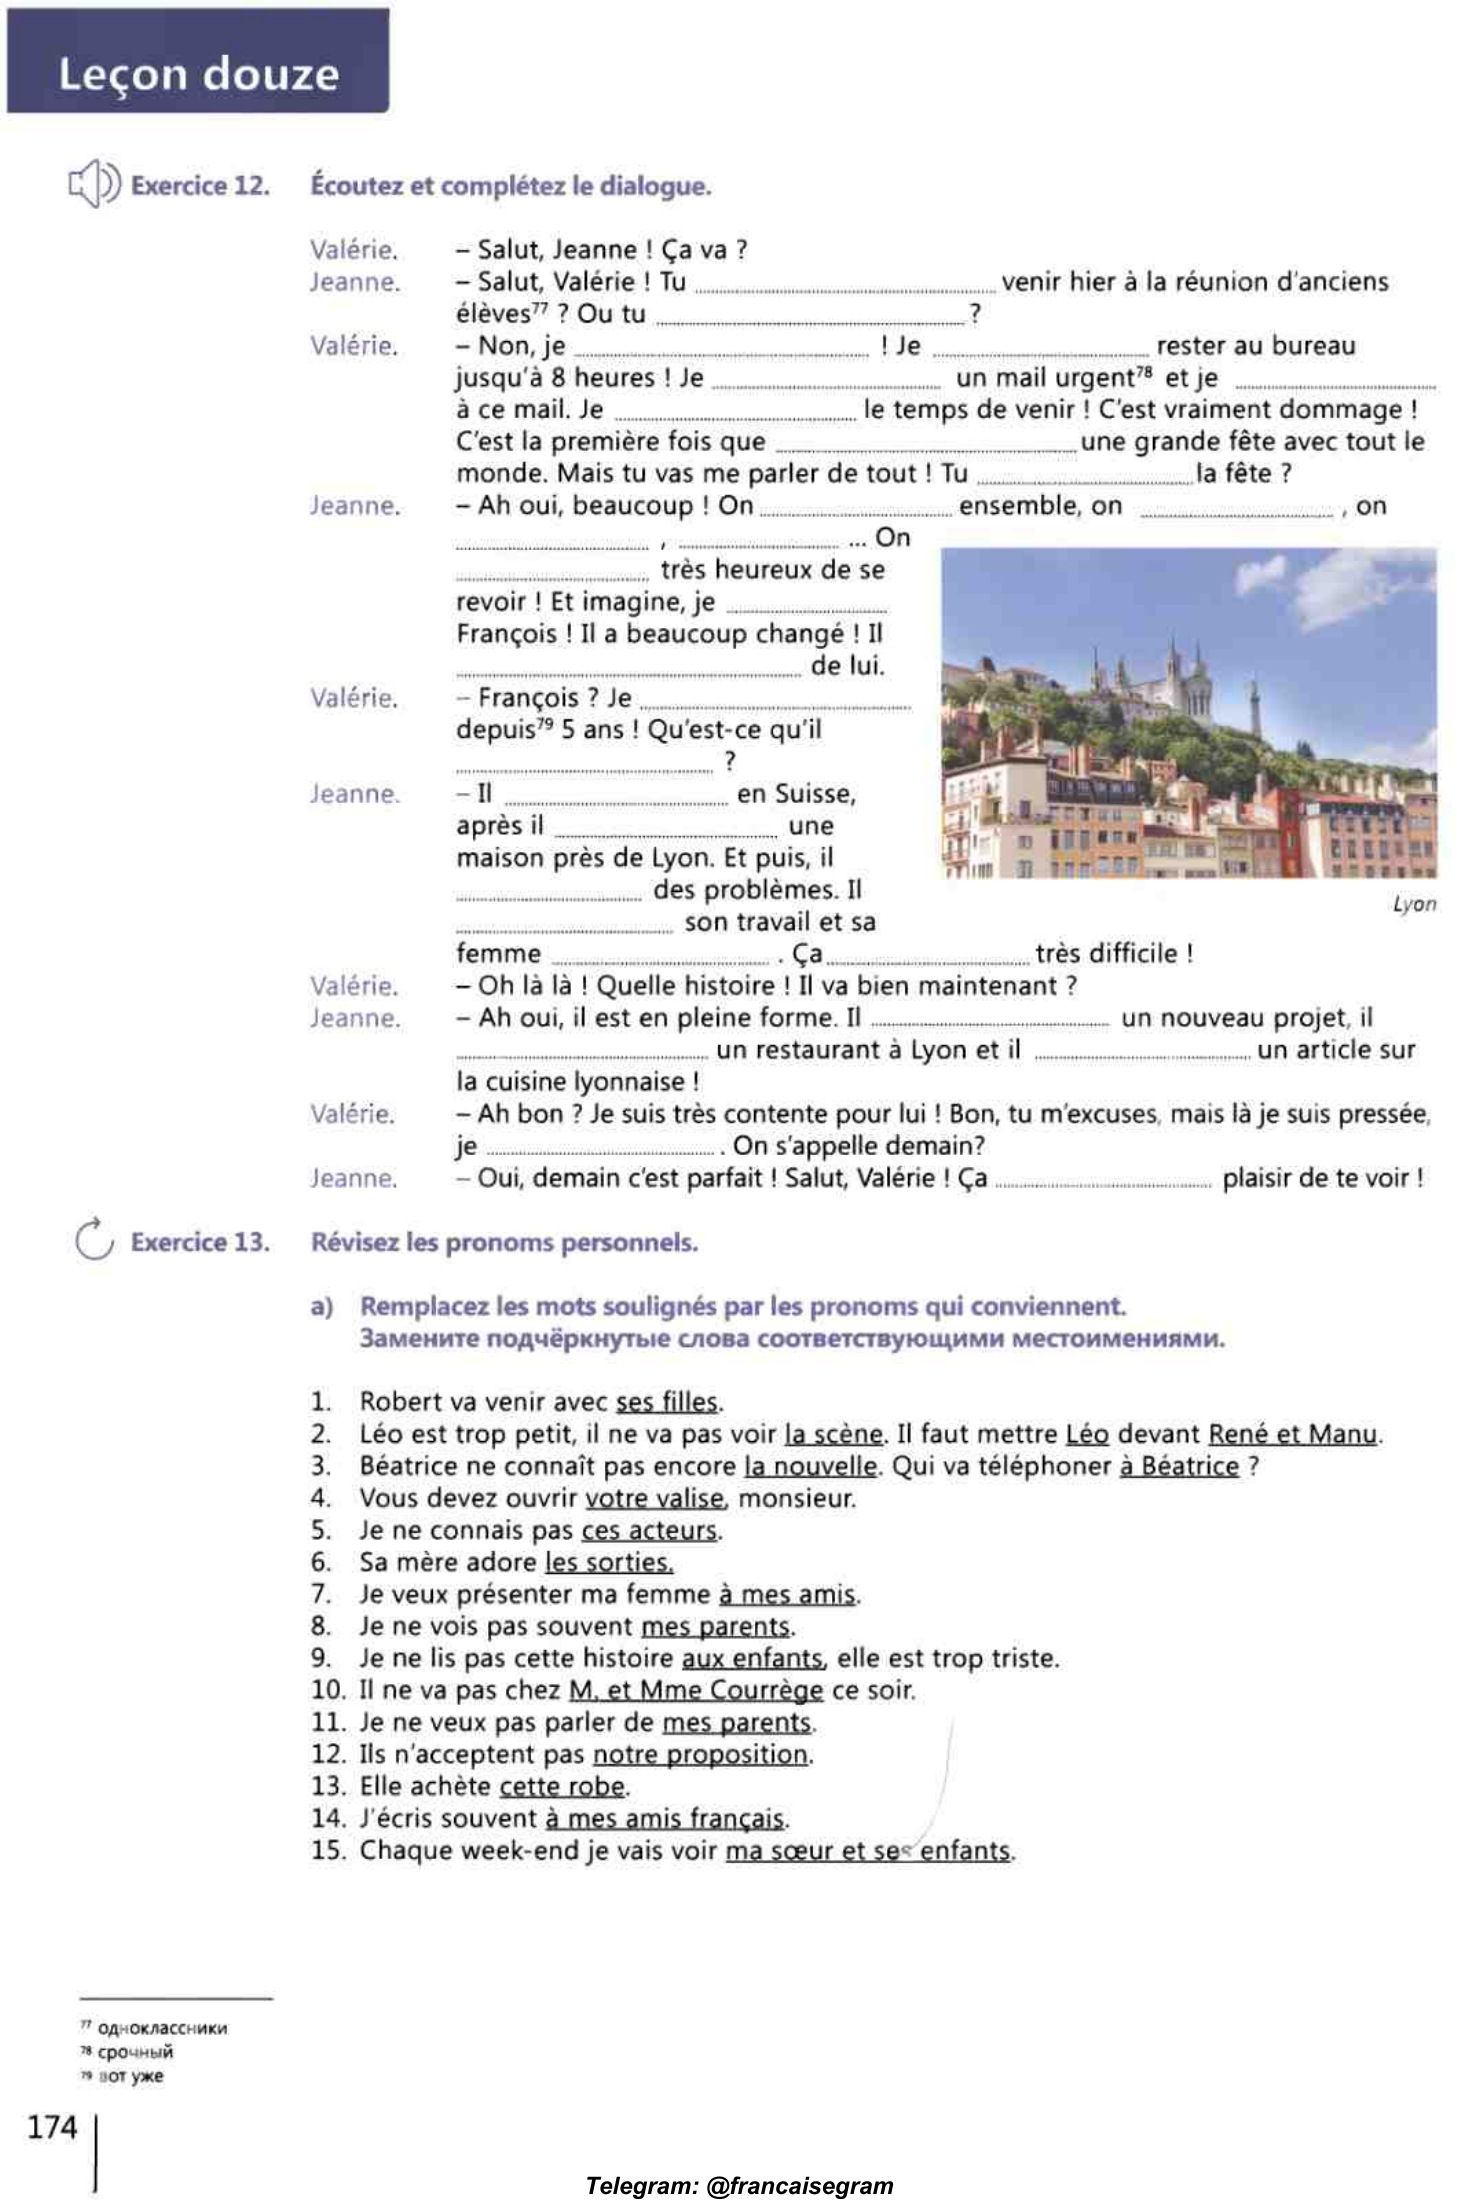 Leçon douze
Exercice 12. Écoutez et complétez le dialogue.
Valérie. – Salut, Jeanne ! Ça va ?
Jeanne. – Salut, Valérie ! Tu ........ venir hier à la réunion d'anciens
élèves⁷⁷ ? Ou tu ........ ?
Valérie. – Non, je ........ ! Je ........ rester au bureau
jusqu'à 8 heures ! Je ........ un mail urgent⁷⁸ et je ........
à ce mail. Je ........ le temps de venir ! C'est vraiment dommage !
C'est la première fois que ........ une grande fête avec tout le
monde. Mais tu vas me parler de tout ! Tu ........ la fête ?
Jeanne. – Ah oui, beaucoup ! On ........ ensemble, on ........ , on
........ , ........ ... On
........ très heureux de se
revoir ! Et imagine, je ........
François ! Il a beaucoup changé ! Il
........ de lui.
Valérie. – François ? Je ........
depuis⁷⁹ 5 ans ! Qu'est-ce qu'il
........ ?
Jeanne. – Il ........ en Suisse,
après il ........ une
maison près de Lyon. Et puis, il
........ des problèmes. Il
........ son travail et sa
femme ........ . Ça ........ très difficile !
Lyon
Valérie. – Oh là là ! Quelle histoire ! Il va bien maintenant ?
Jeanne. – Ah oui, il est en pleine forme. Il ........ un nouveau projet, il
........ un restaurant à Lyon et il ........ un article sur
la cuisine lyonnaise !
Valérie. – Ah bon ? Je suis très contente pour lui ! Bon, tu m'excuses, mais là je suis pressée,
je ........ . On s'appelle demain?
Jeanne. – Oui, demain c'est parfait ! Salut, Valérie ! Ça ........ plaisir de te voir !
Exercice 13. Révisez les pronoms personnels.
a) Remplacez les mots soulignés par les pronoms qui conviennent.
Замените подчёркнутые слова соответствующими местоимениями.
1. Robert va venir avec ses filles.
2. Léo est trop petit, il ne va pas voir la scène. Il faut mettre Léo devant René et Manu.
3. Béatrice ne connaît pas encore la nouvelle. Qui va téléphoner à Béatrice ?
4. Vous devez ouvrir votre valise, monsieur.
5. Je ne connais pas ces acteurs.
6. Sa mère adore les sorties.
7. Je veux présenter ma femme à mes amis.
8. Je ne vois pas souvent mes parents.
9. Je ne lis pas cette histoire aux enfants, elle est trop triste.
10. Il ne va pas chez M. et Mme Courrège ce soir.
11. Je ne veux pas parler de mes parents.
12. Ils n'acceptent pas notre proposition.
13. Elle achète cette robe.
14. J'écris souvent à mes amis français.
15. Chaque week-end je vais voir ma sœur et ses enfants.
⁷⁷ одноклассники
⁷⁸ срочный
⁷⁹ вот уже
174
Telegram: @francaisegram